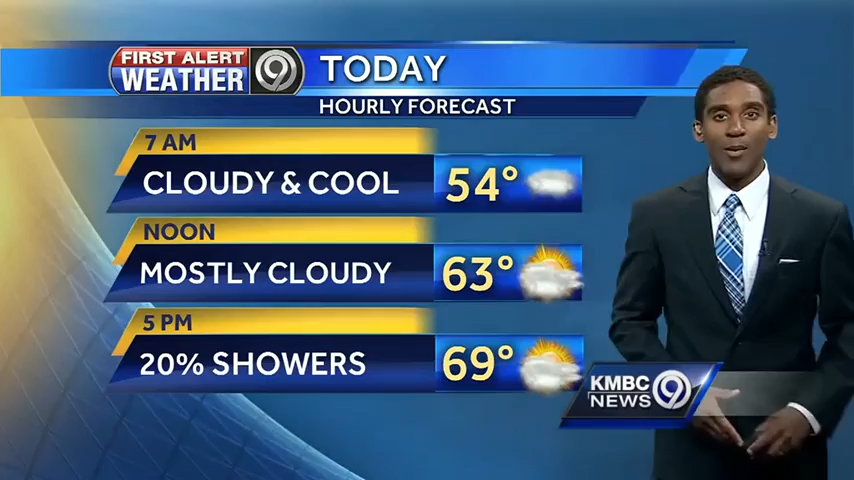 FIRST ALERT
WEATHER 9
TODAY
HOURLY FORECAST
7 AM
CLOUDY & COOL 54°
NOON
MOSTLY CLOUDY 63°
5 PM
20% SHOWERS 69°
KMBC 9
NEWS